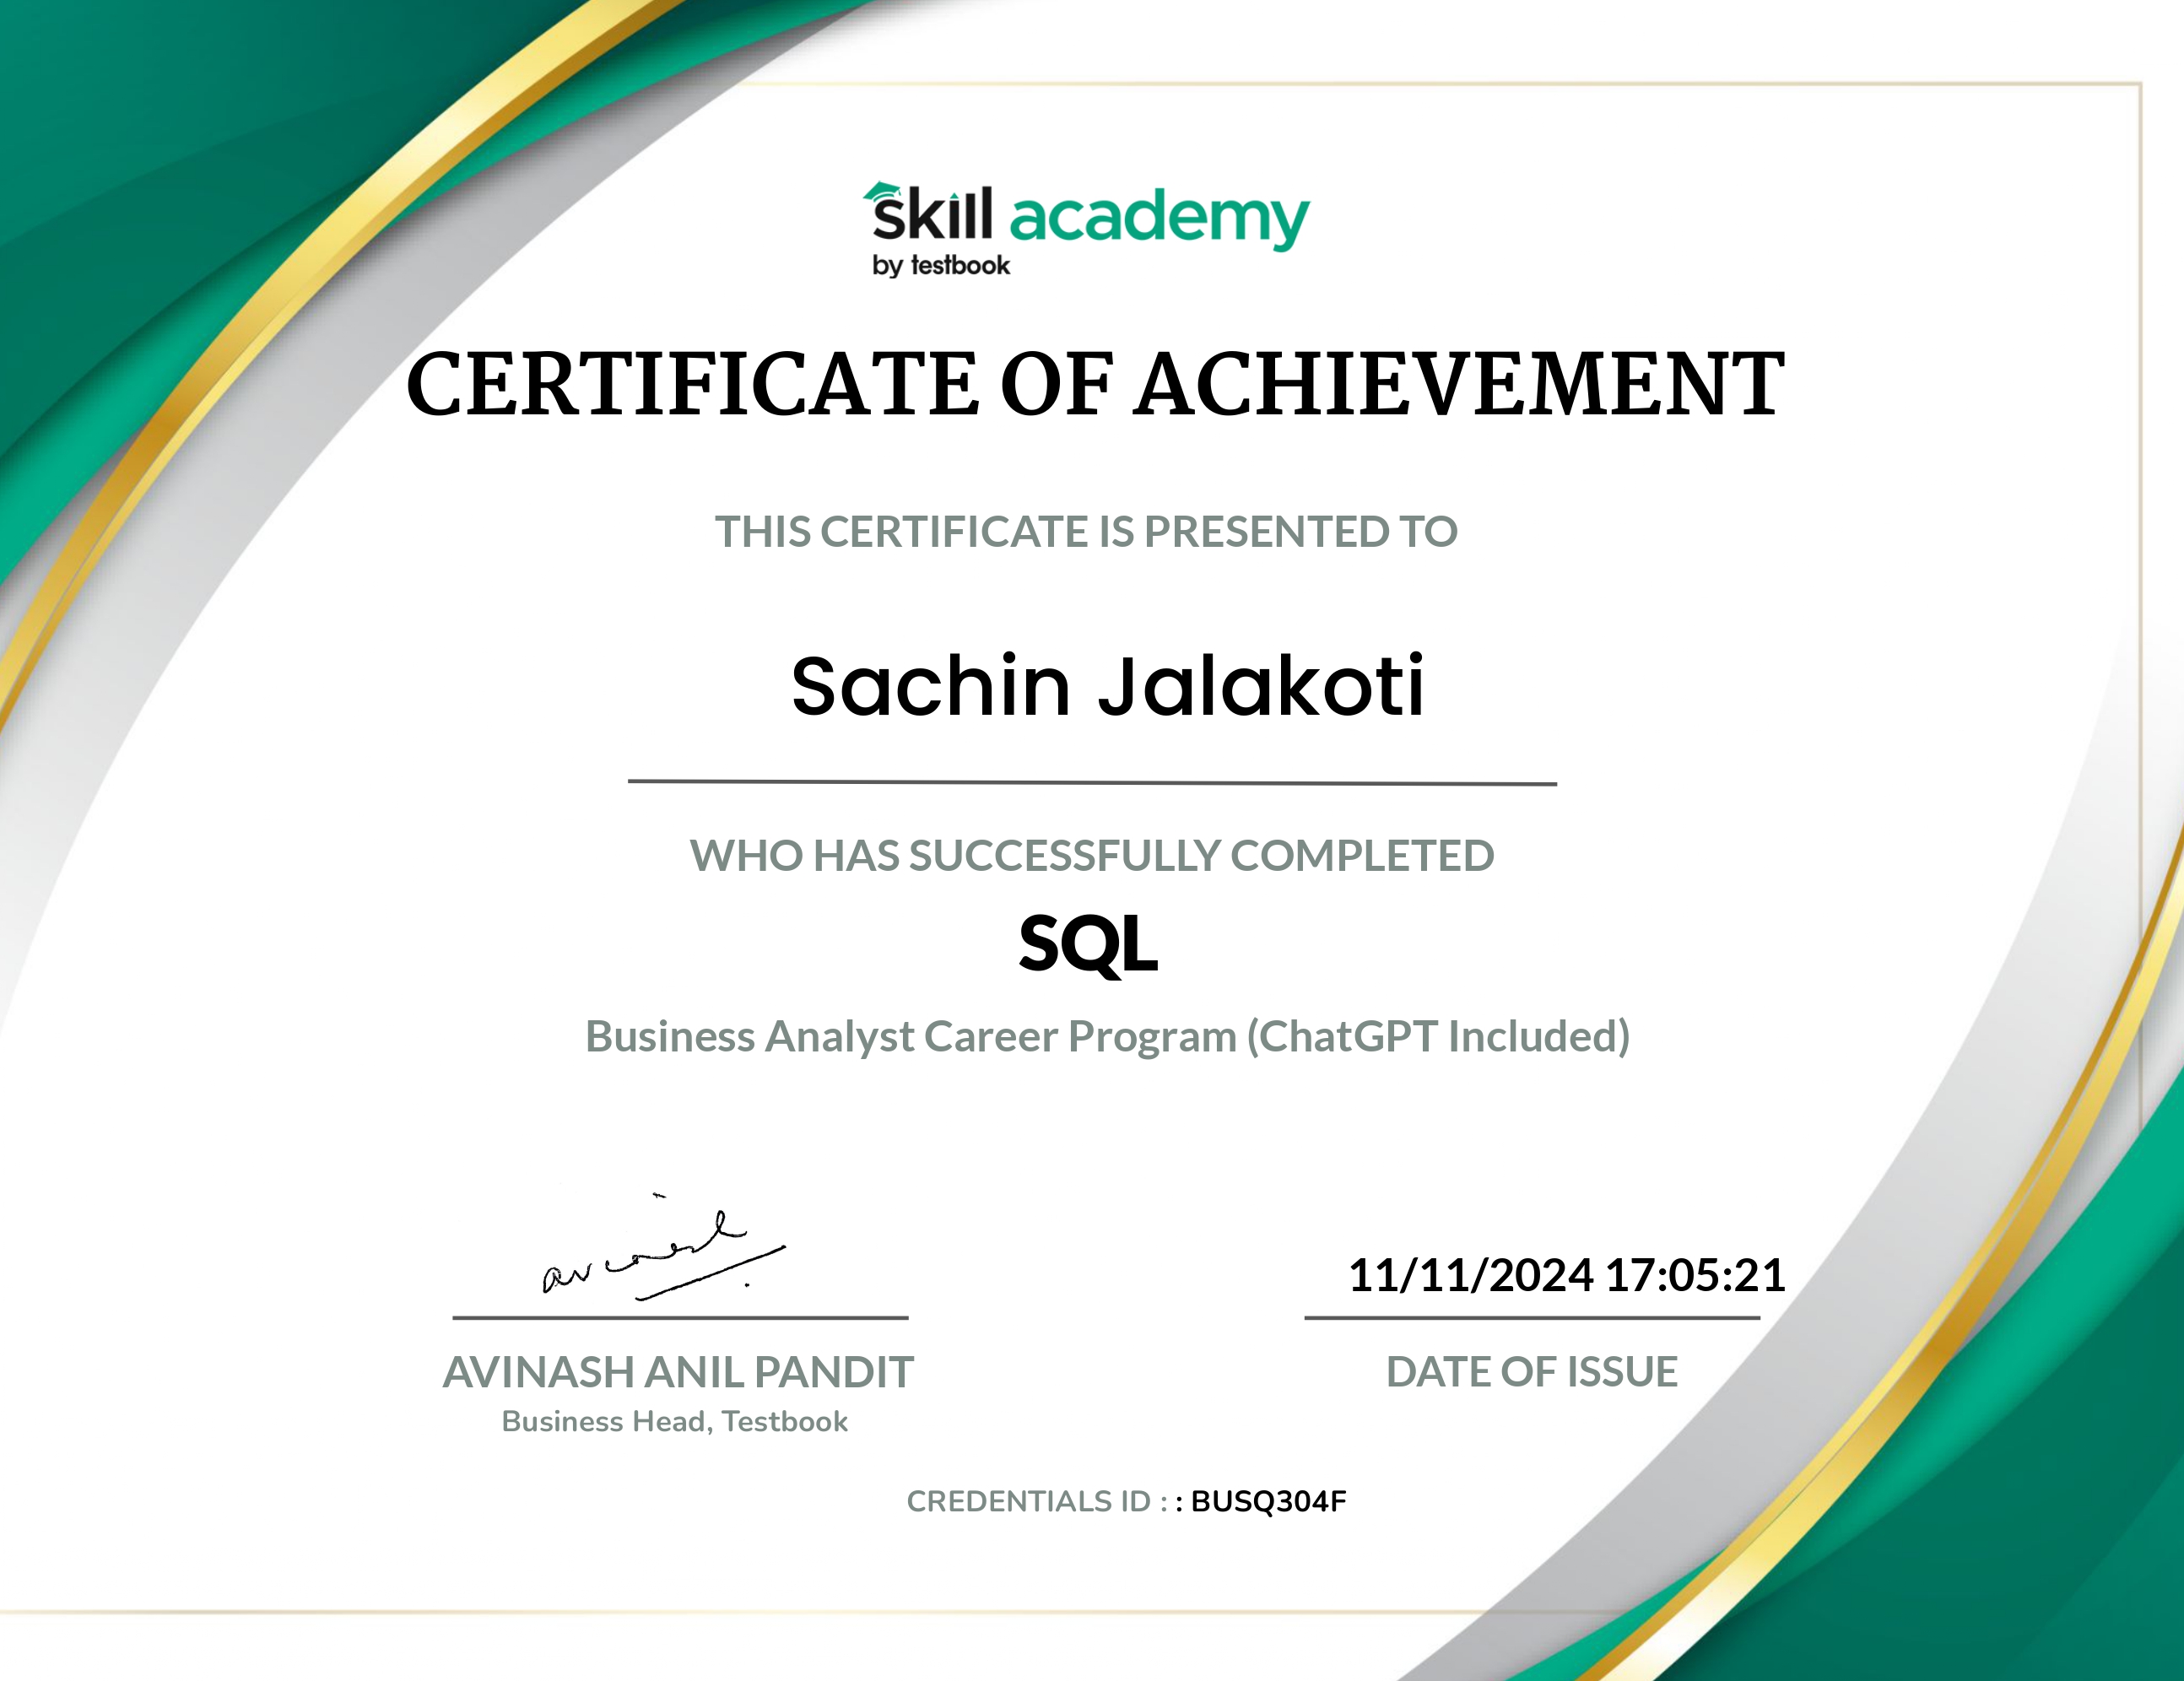 skill academy
by testbook
CERTIFICATE OF ACHIEVEMENT
THIS CERTIFICATE IS PRESENTED TO
Sachin Jalakoti
WHO HAS SUCCESSFULLY COMPLETED
SQL
Business Analyst Career Program (ChatGPT Included)
11/11/2024 17:05:21
AVINASH ANIL PANDIT
DATE OF ISSUE
Business Head, Testbook
CREDENTIALS ID : : BUSQ304F